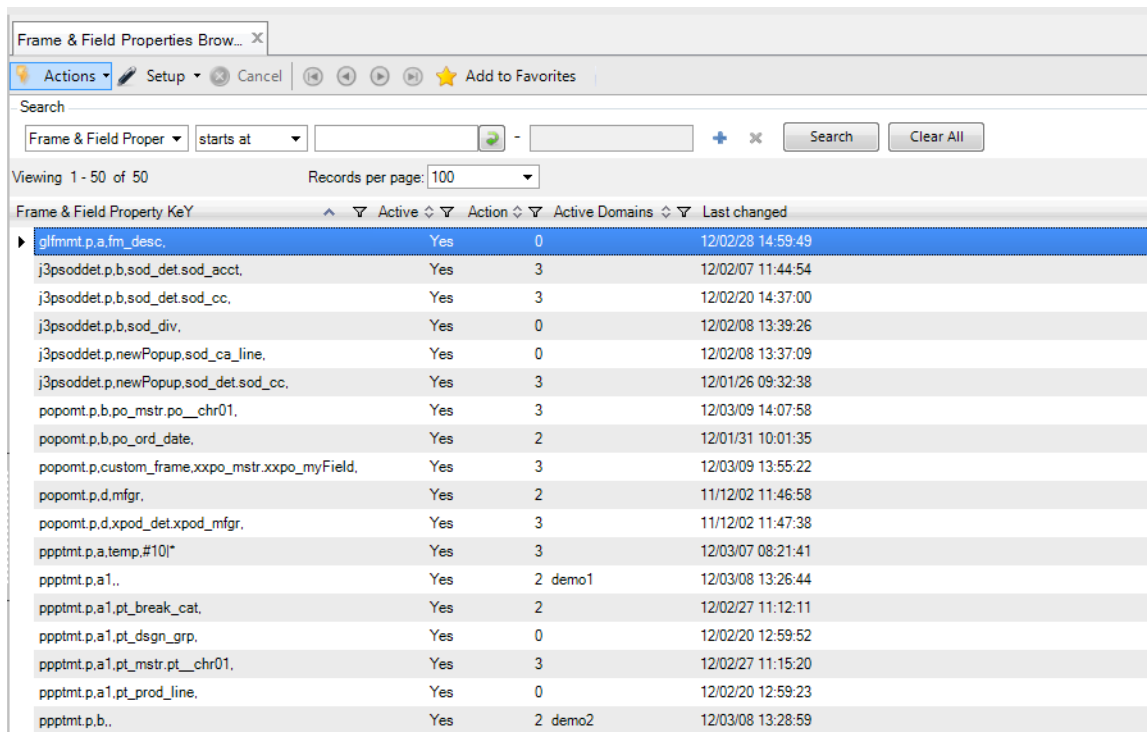 Frame & Field Properties Brow...
Actions Setup Cancel Add to Favorites
Search
Frame & Field Proper starts at - Search Clear All
Viewing 1 - 50 of 50 Records per page: 100
Frame & Field Property KeY Active Action Active Domains Last changed
glfmmt.p,a,fm_desc, Yes 0 12/02/28 14:59:49
j3psoddet.p,b,sod_det.sod_acct, Yes 3 12/02/07 11:44:54
j3psoddet.p,b,sod_det.sod_cc, Yes 3 12/02/20 14:37:00
j3psoddet.p,b,sod_div, Yes 0 12/02/08 13:39:26
j3psoddet.p,newPopup,sod_ca_line, Yes 0 12/02/08 13:37:09
j3psoddet.p,newPopup,sod_det.sod_cc, Yes 3 12/01/26 09:32:38
popomt.p,b,po_mstr.po__chr01, Yes 3 12/03/09 14:07:58
popomt.p,b,po_ord_date, Yes 2 12/01/31 10:01:35
popomt.p,custom_frame,xxpo_mstr.xxpo_myField, Yes 3 12/03/09 13:55:22
popomt.p,d,mfgr, Yes 2 11/12/02 11:46:58
popomt.p,d,xpod_det.xpod_mfgr, Yes 3 11/12/02 11:47:38
ppptmt.p,a,temp,#10|* Yes 3 12/03/07 08:21:41
ppptmt.p,a1,, Yes 2 demo1 12/03/08 13:26:44
ppptmt.p,a1,pt_break_cat, Yes 2 12/02/27 11:12:11
ppptmt.p,a1,pt_dsgn_grp, Yes 0 12/02/20 12:59:52
ppptmt.p,a1,pt_mstr.pt__chr01, Yes 3 12/02/27 11:15:20
ppptmt.p,a1,pt_prod_line, Yes 0 12/02/20 12:59:23
ppptmt.p,b,, Yes 2 demo2 12/03/08 13:28:59